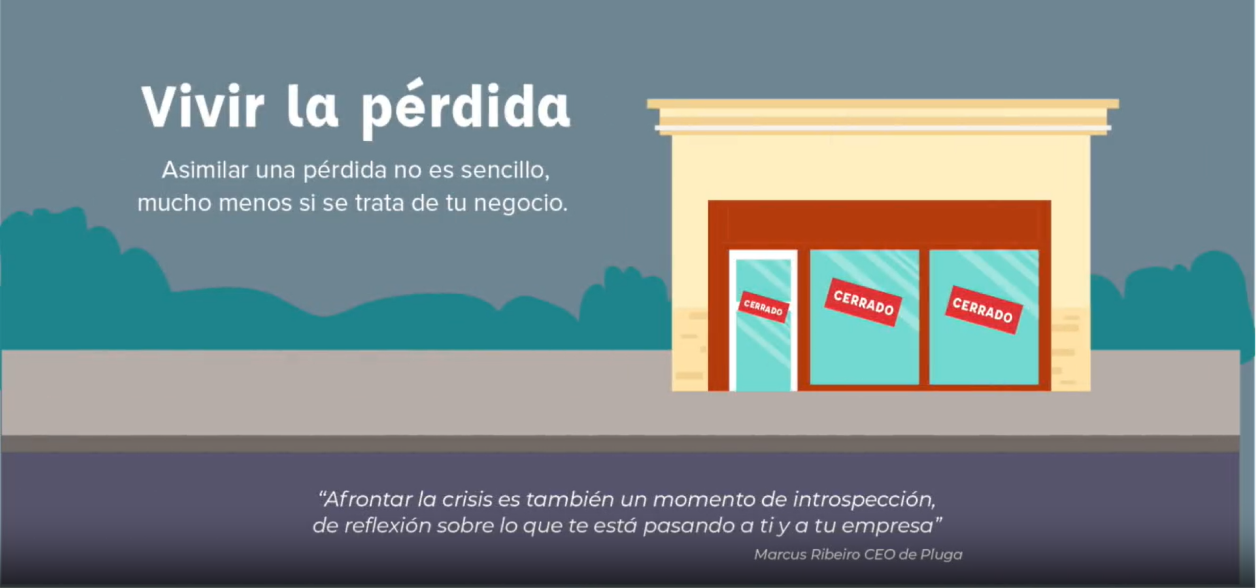 Vivir la pérdida
Asimilar una pérdida no es sencillo,
mucho menos si se trata de tu negocio.
CERRADO
CERRADO
CERRADO
“Afrontar la crisis es también un momento de introspección,
de reflexión sobre lo que te está pasando a ti y a tu empresa”
Marcus Ribeiro CEO de Pluga